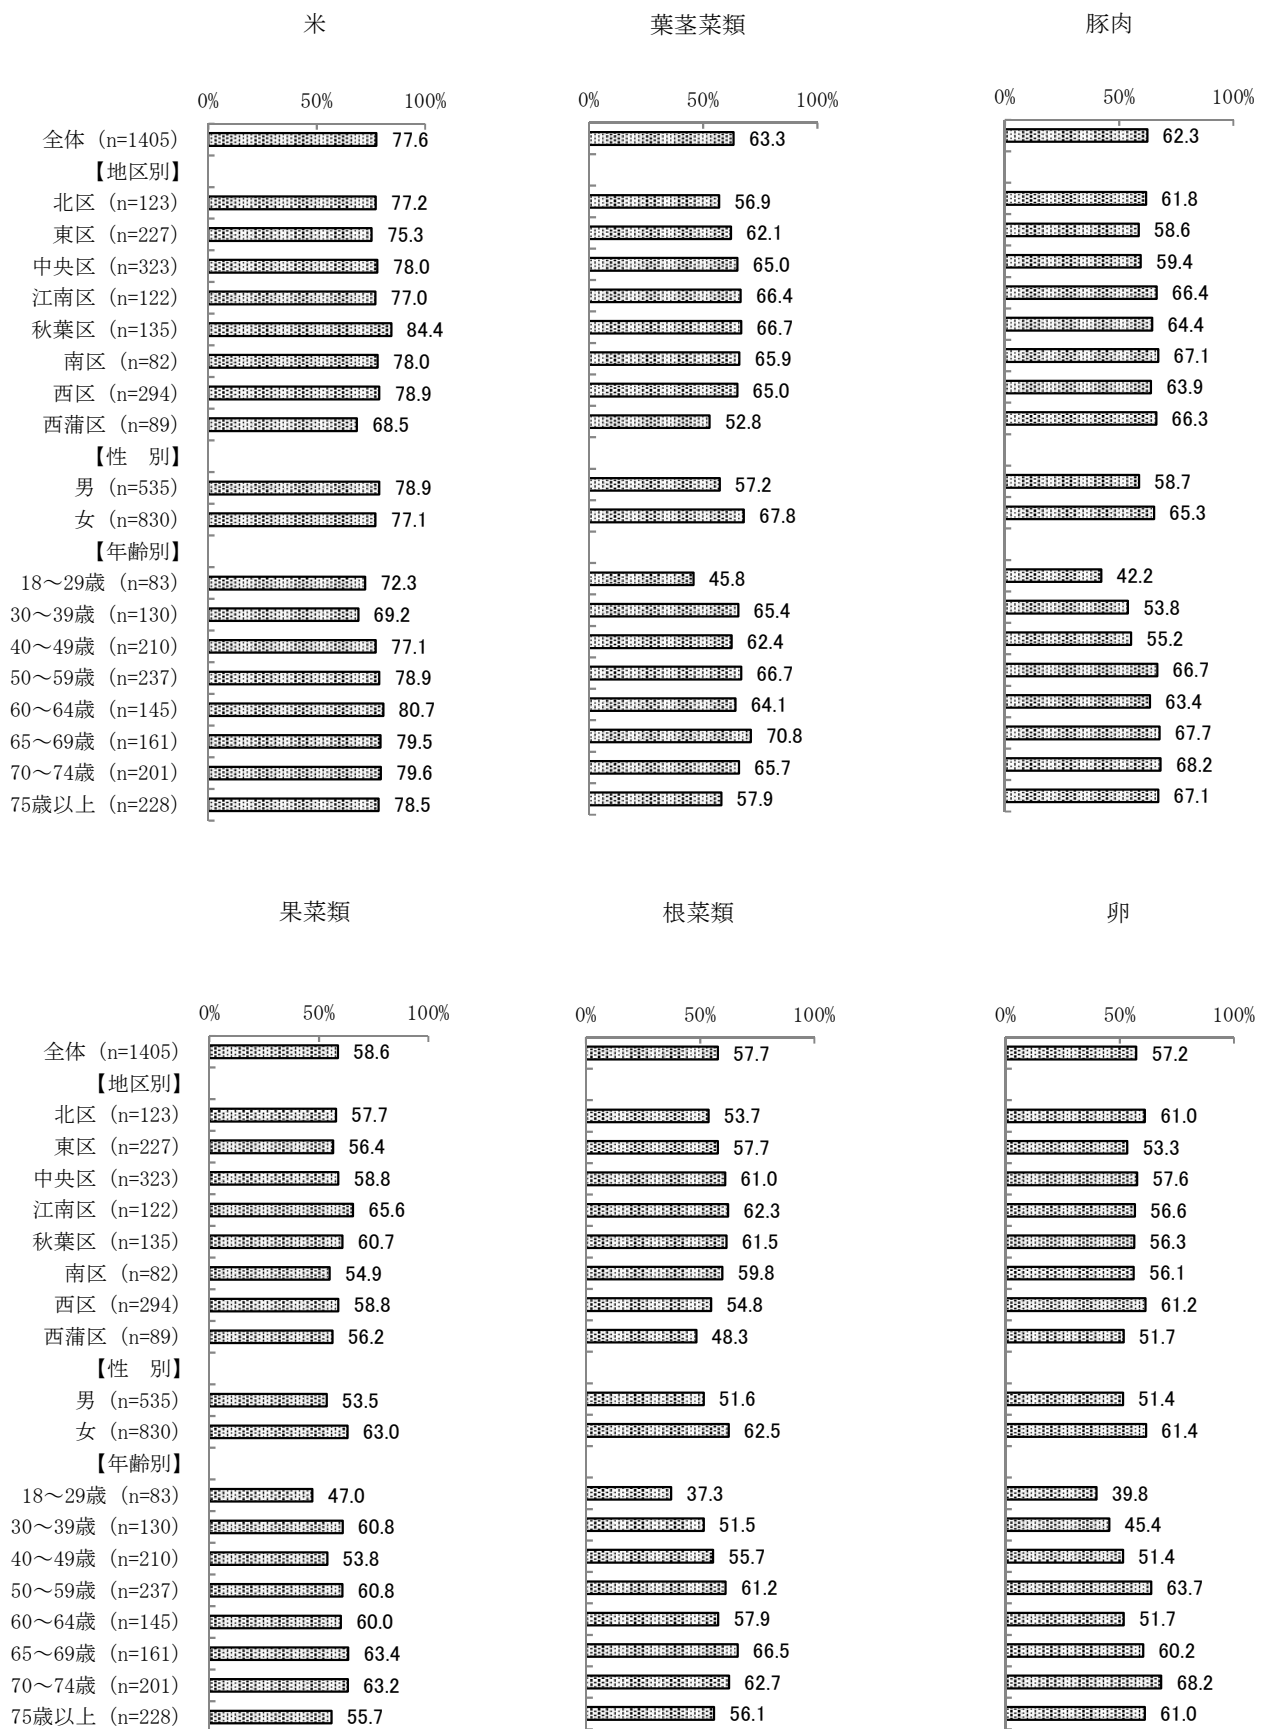 米 葉茎菜類 豚肉
0% 50% 100% 0% 50% 100% 0% 50% 100%
全体 (n=1405) 77.6 63.3 62.3
【地区別】
北区 (n=123) 77.2 56.9 61.8
東区 (n=227) 75.3 62.1 58.6
中央区 (n=323) 78.0 65.0 59.4
江南区 (n=122) 77.0 66.4 66.4
秋葉区 (n=135) 84.4 66.7 64.4
南区 (n=82) 78.0 65.9 67.1
西区 (n=294) 78.9 65.0 63.9
西蒲区 (n=89) 68.5 52.8 66.3
【性　別】
男 (n=535) 78.9 57.2 58.7
女 (n=830) 77.1 67.8 65.3
【年齢別】
18～29歳 (n=83) 72.3 45.8 42.2
30～39歳 (n=130) 69.2 65.4 53.8
40～49歳 (n=210) 77.1 62.4 55.2
50～59歳 (n=237) 78.9 66.7 66.7
60～64歳 (n=145) 80.7 64.1 63.4
65～69歳 (n=161) 79.5 70.8 67.7
70～74歳 (n=201) 79.6 65.7 68.2
75歳以上 (n=228) 78.5 57.9 67.1
果菜類 根菜類 卵
0% 50% 100% 0% 50% 100% 0% 50% 100%
全体 (n=1405) 58.6 57.7 57.2
【地区別】
北区 (n=123) 57.7 53.7 61.0
東区 (n=227) 56.4 57.7 53.3
中央区 (n=323) 58.8 61.0 57.6
江南区 (n=122) 65.6 62.3 56.6
秋葉区 (n=135) 60.7 61.5 56.3
南区 (n=82) 54.9 59.8 56.1
西区 (n=294) 58.8 54.8 61.2
西蒲区 (n=89) 56.2 48.3 51.7
【性　別】
男 (n=535) 53.5 51.6 51.4
女 (n=830) 63.0 62.5 61.4
【年齢別】
18～29歳 (n=83) 47.0 37.3 39.8
30～39歳 (n=130) 60.8 51.5 45.4
40～49歳 (n=210) 53.8 55.7 51.4
50～59歳 (n=237) 60.8 61.2 63.7
60～64歳 (n=145) 60.0 57.9 51.7
65～69歳 (n=161) 63.4 66.5 60.2
70～74歳 (n=201) 63.2 62.7 68.2
75歳以上 (n=228) 55.7 56.1 61.0